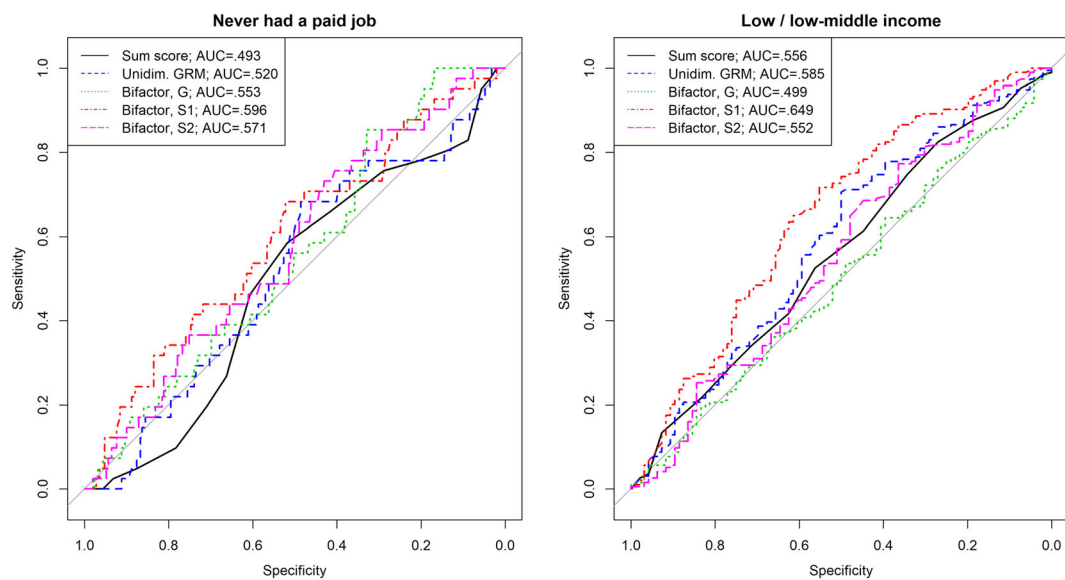 Never had a paid job
Sum score; AUC=.493
Unidim. GRM; AUC=.520
Bifactor, G; AUC=.553
Bifactor, S1; AUC=.596
Bifactor, S2; AUC=.571
Sensitivity
1.0
0.8
0.6
0.4
0.2
0.0
1.0 0.8 0.6 0.4 0.2 0.0
Specificity
Low / low-middle income
Sum score; AUC=.556
Unidim. GRM; AUC=.585
Bifactor, G; AUC=.499
Bifactor, S1; AUC=.649
Bifactor, S2; AUC=.552
Sensitivity
1.0
0.8
0.6
0.4
0.2
0.0
1.0 0.8 0.6 0.4 0.2 0.0
Specificity